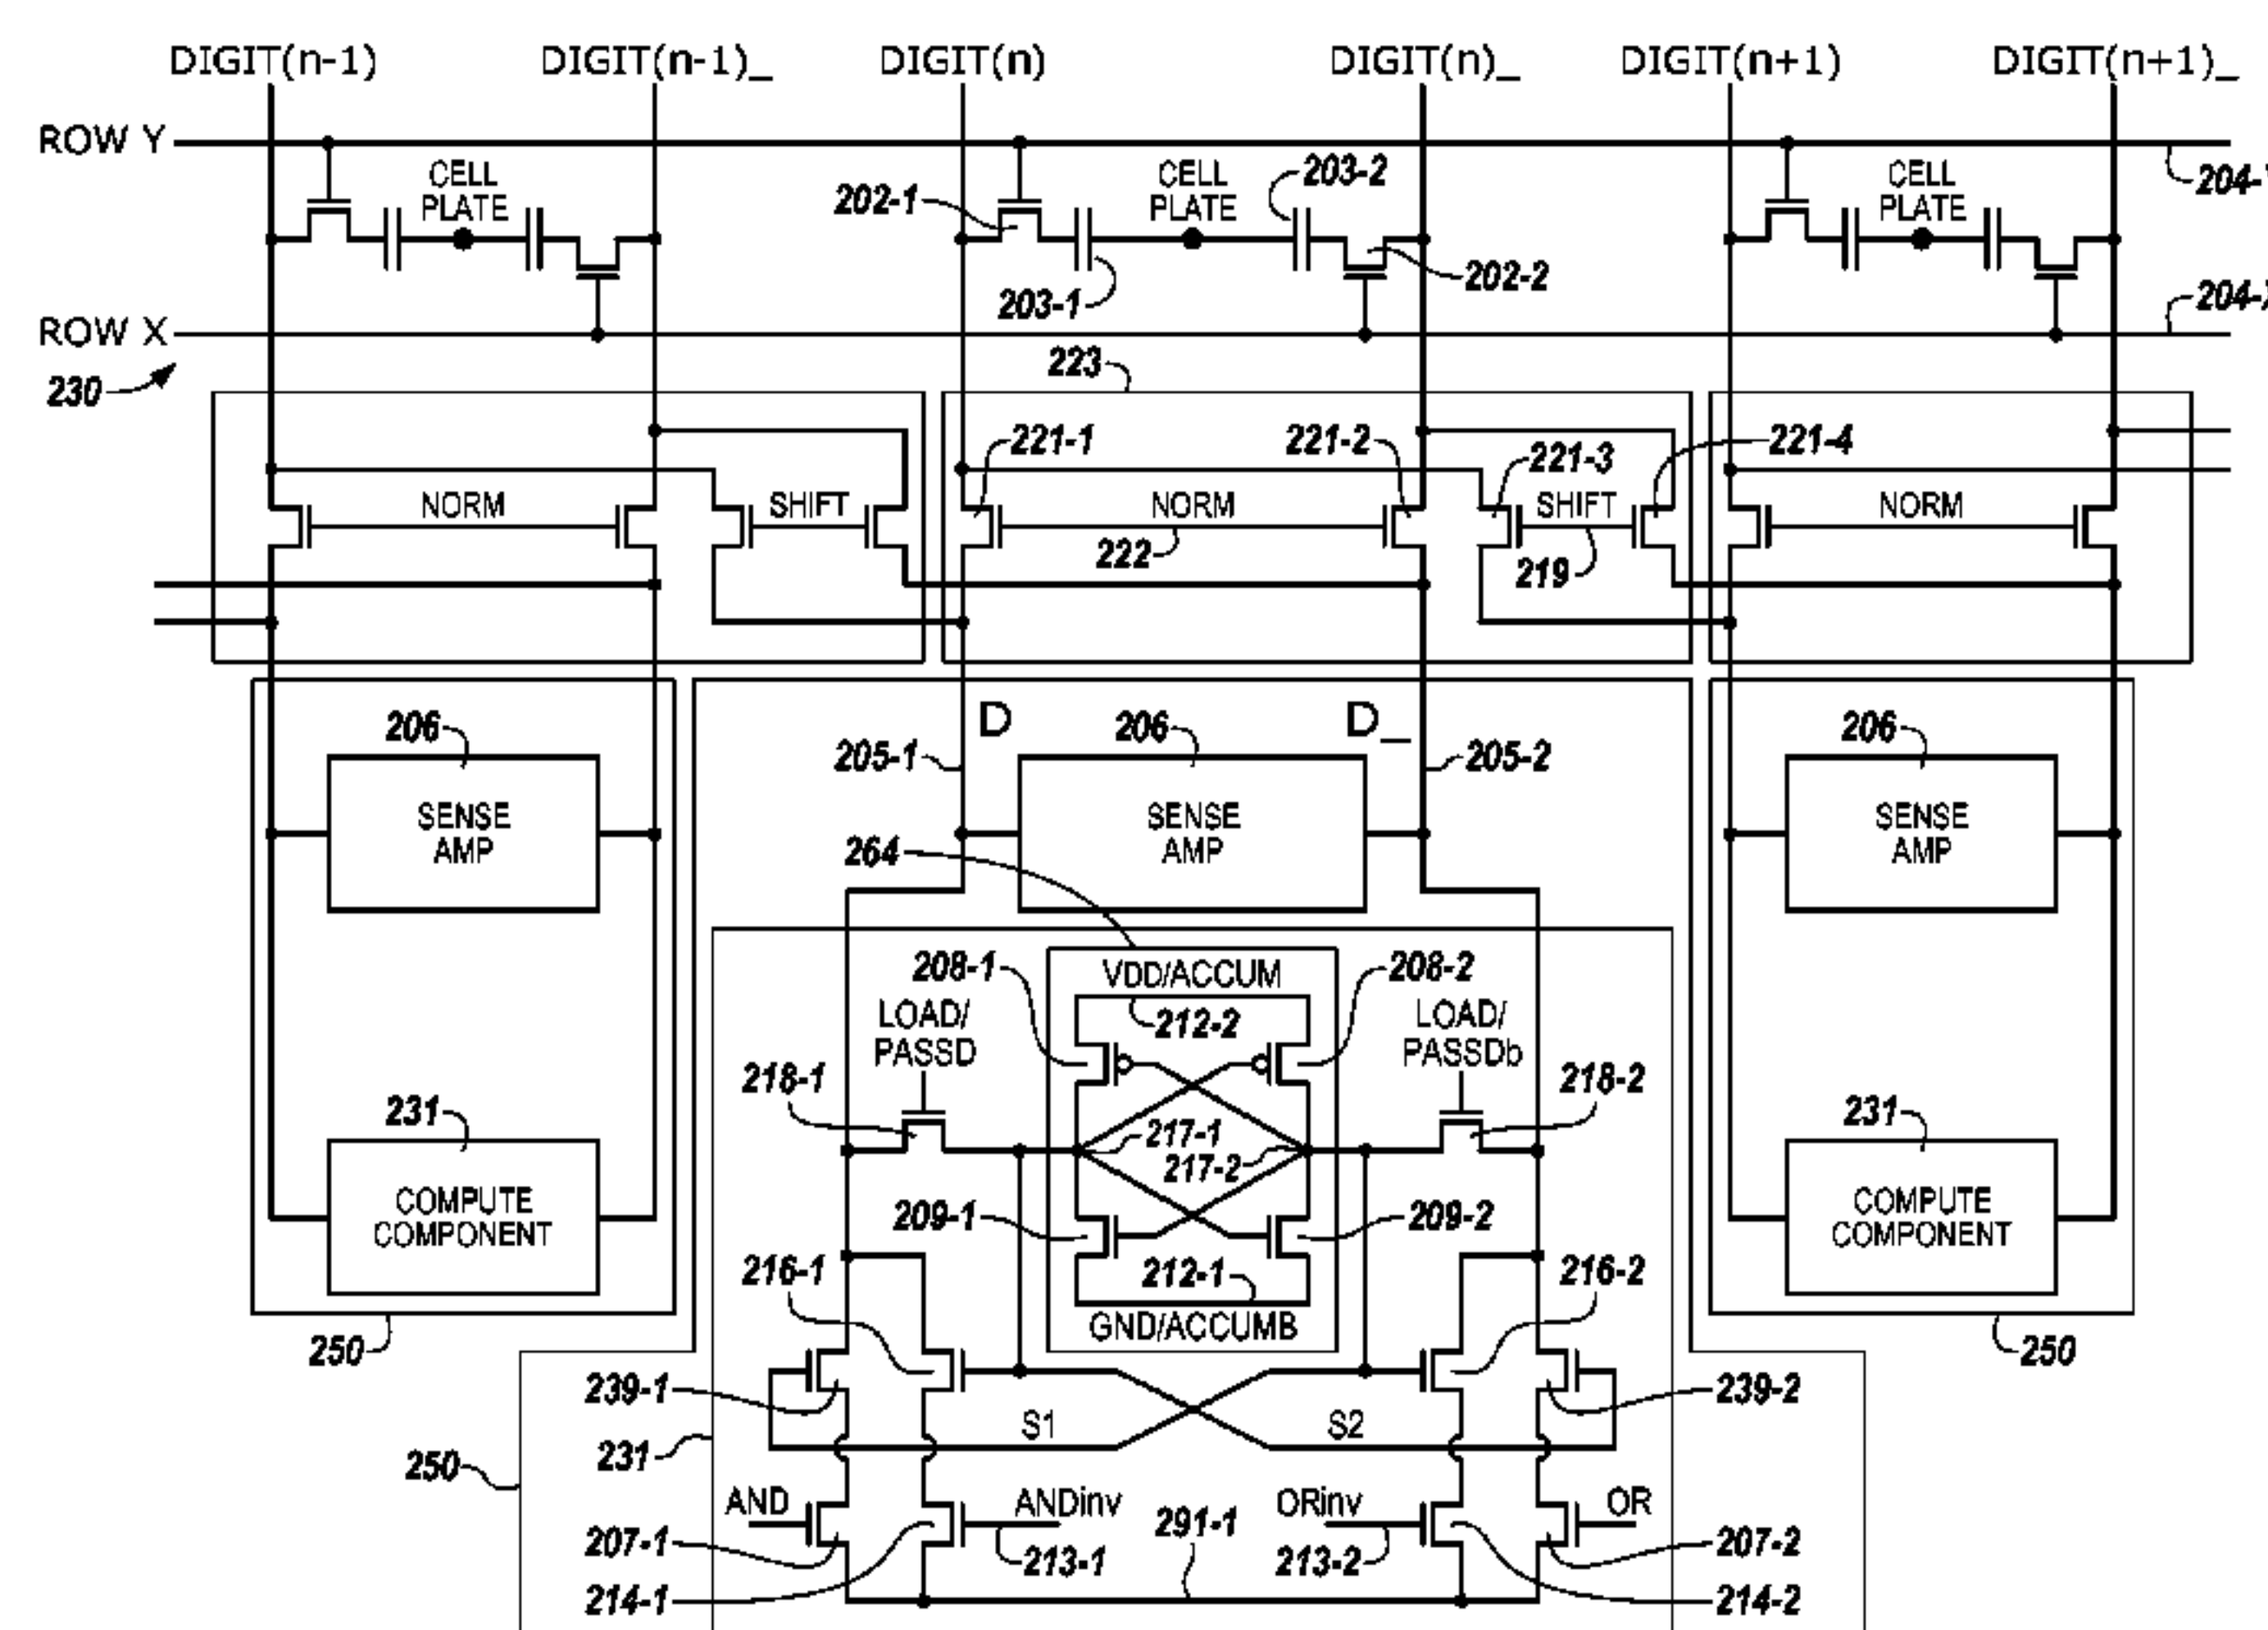 DIGIT(n-1) DIGIT(n-1)_ DIGIT(n) DIGIT(n)_ DIGIT(n+1) DIGIT(n+1)_
ROW Y
CELL PLATE
202-1
CELL PLATE
203-2
CELL PLATE
204-
203-1
202-2
204-
ROW X
230
223
221-1
221-2
221-3
221-4
NORM
SHIFT
NORM
SHIFT
NORM
222
219
D
D_
206
205-1
206
205-2
206
SENSE
AMP
SENSE
AMP
SENSE
AMP
264
208-1
VDD/ACCUM
208-2
LOAD/
PASSD
212-2
LOAD/
PASSDb
218-1
218-2
231
217-1
217-2
231
COMPUTE
COMPONENT
209-1
209-2
COMPUTE
COMPONENT
216-1
212-1
216-2
GND/ACCUMB
250
250
239-1
239-2
S1
S2
231
250
AND
ANDinv
ORinv
OR
291-1
207-1
213-1
213-2
207-2
214-1
214-2